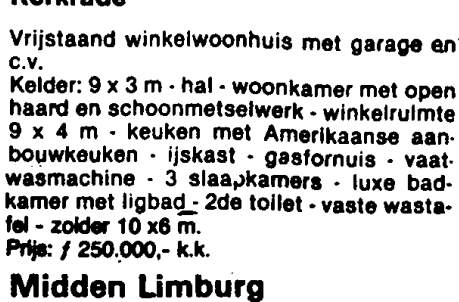 Kerkrade
Vrijstaand winkelwoonhuis met garage en
c.v.
Kelder: 9 x 3 m - hal - woonkamer met open
haard en schoonmetselwerk - winkelruimte
9 x 4 m - keuken met Amerikaanse aan-
bouwkeuken - ijskast - gasfornuis - vaat-
wasmachine - 3 slaapkamers - luxe bad-
kamer met ligbad - 2de toilet - vaste wasta-
fel - zolder 10 x6 m.
Prijs: ƒ 250.000,- k.k.
Midden Limburg